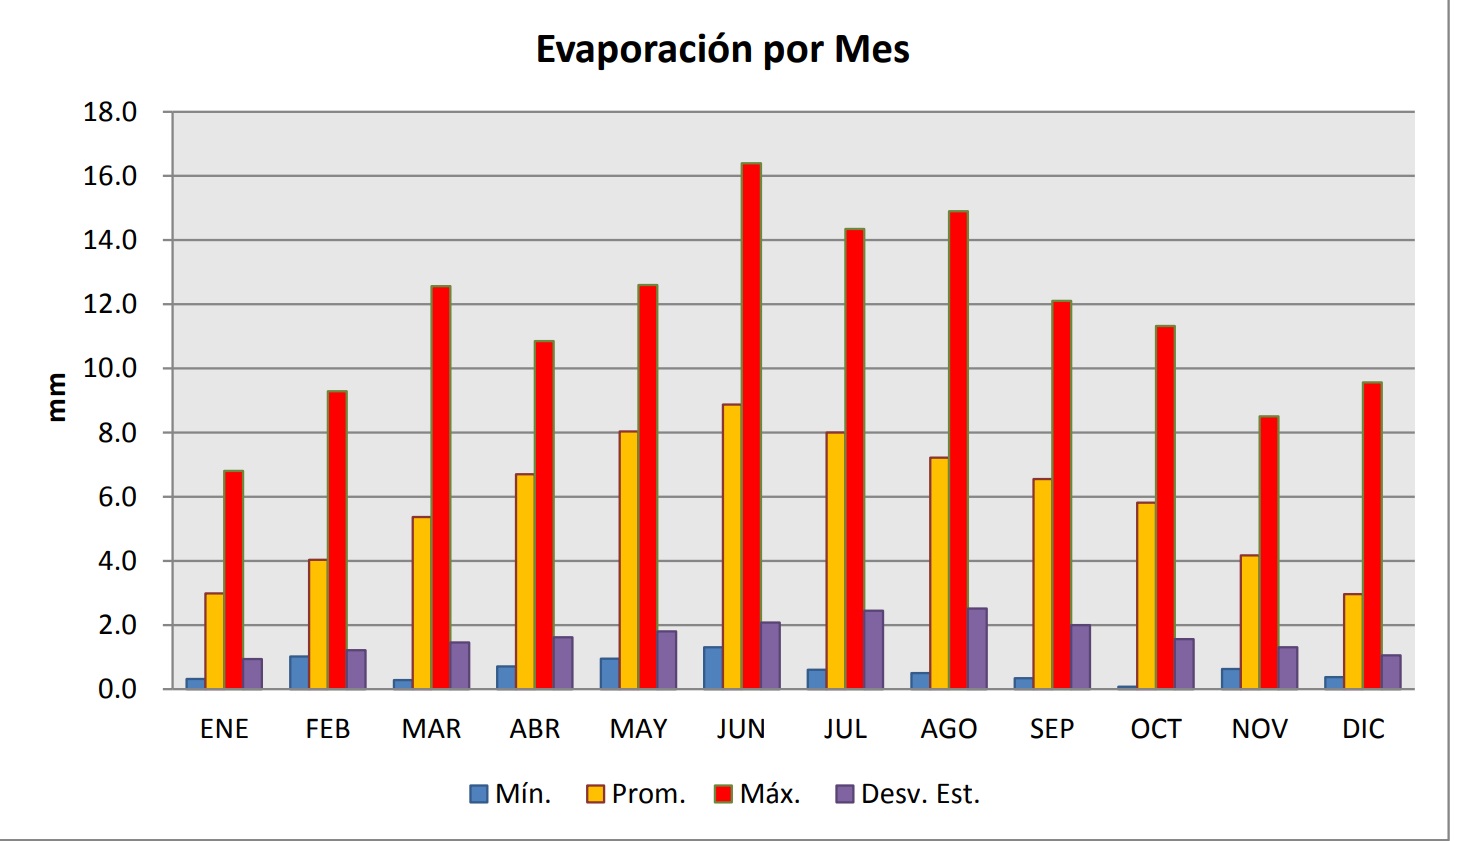 Evaporación por Mes
18.0
16.0
14.0
12.0
10.0
8.0
6.0
4.0
2.0
0.0
mm
ENE FEB MAR ABR MAY JUN JUL AGO SEP OCT NOV DIC
Mín. Prom. Máx. Desv. Est.